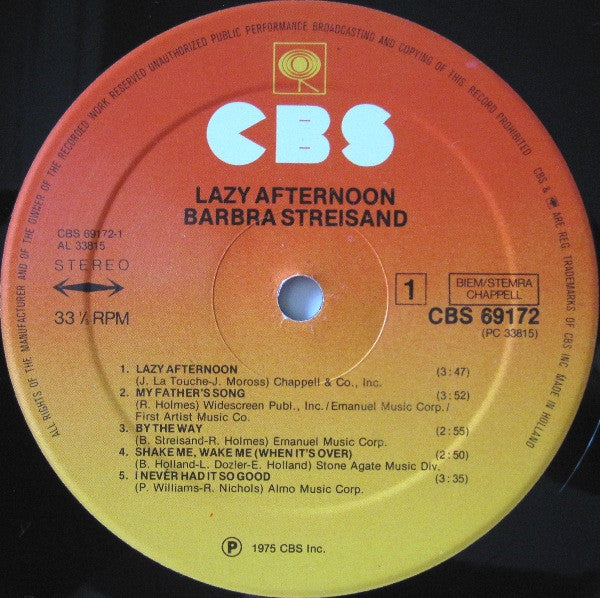 ALL RIGHTS OF THE MANUFACTURER AND OF THE OWNER OF THE RECORDED WORK RESERVED UNAUTHORIZED PUBLIC PERFORMANCE BROADCASTING AND COPYING OF THIS RECORD PROHIBITED
CBS & ARE REG. TRADEMARKS OF CBS INC MADE IN HOLLAND
CBS
LAZY AFTERNOON
BARBRA STREISAND
CBS 69172-1
AL 33815
STEREO
33⅓ RPM
1
BIEM/STEMRA
CHAPPELL
CBS 69172
(PC 33815)
1. LAZY AFTERNOON (3:47)
(J. La Touche-J. Moross) Chappell & Co., Inc.
2. MY FATHER'S SONG (3:52)
(R. Holmes) Widescreen Publ., Inc./Emanuel Music Corp./
First Artist Music Co.
3. BY THE WAY (2:55)
(B. Streisand-R. Holmes) Emanuel Music Corp.
4. SHAKE ME, WAKE ME (WHEN IT'S OVER) (2:50)
(B. Holland-L. Dozler-E. Holland) Stone Agate Music Div.
5. I NEVER HAD IT SO GOOD (3:35)
(P. Williams-R. Nichols) Almo Music Corp.
Ⓟ 1975 CBS Inc.